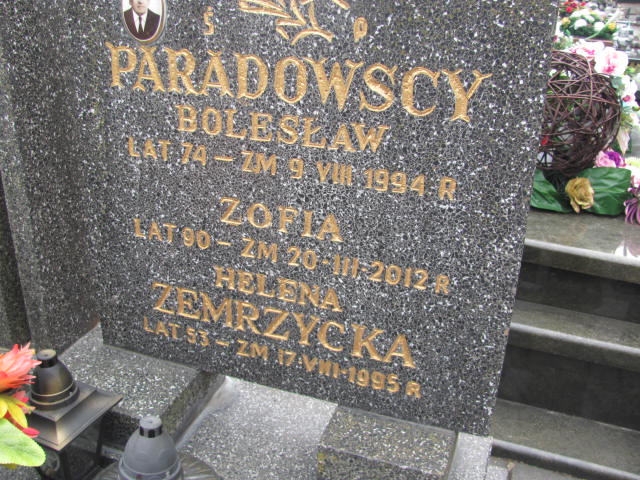 Ś P
PARADOWSCY
BOLESŁAW
LAT 74 - ZM 9 VIII 1994 R
ZOFIA
LAT 90 - ZM 20-III-2012 R
HELENA
ZEMRZYCKA
LAT 53 - ZM 17-VIII-1995 R